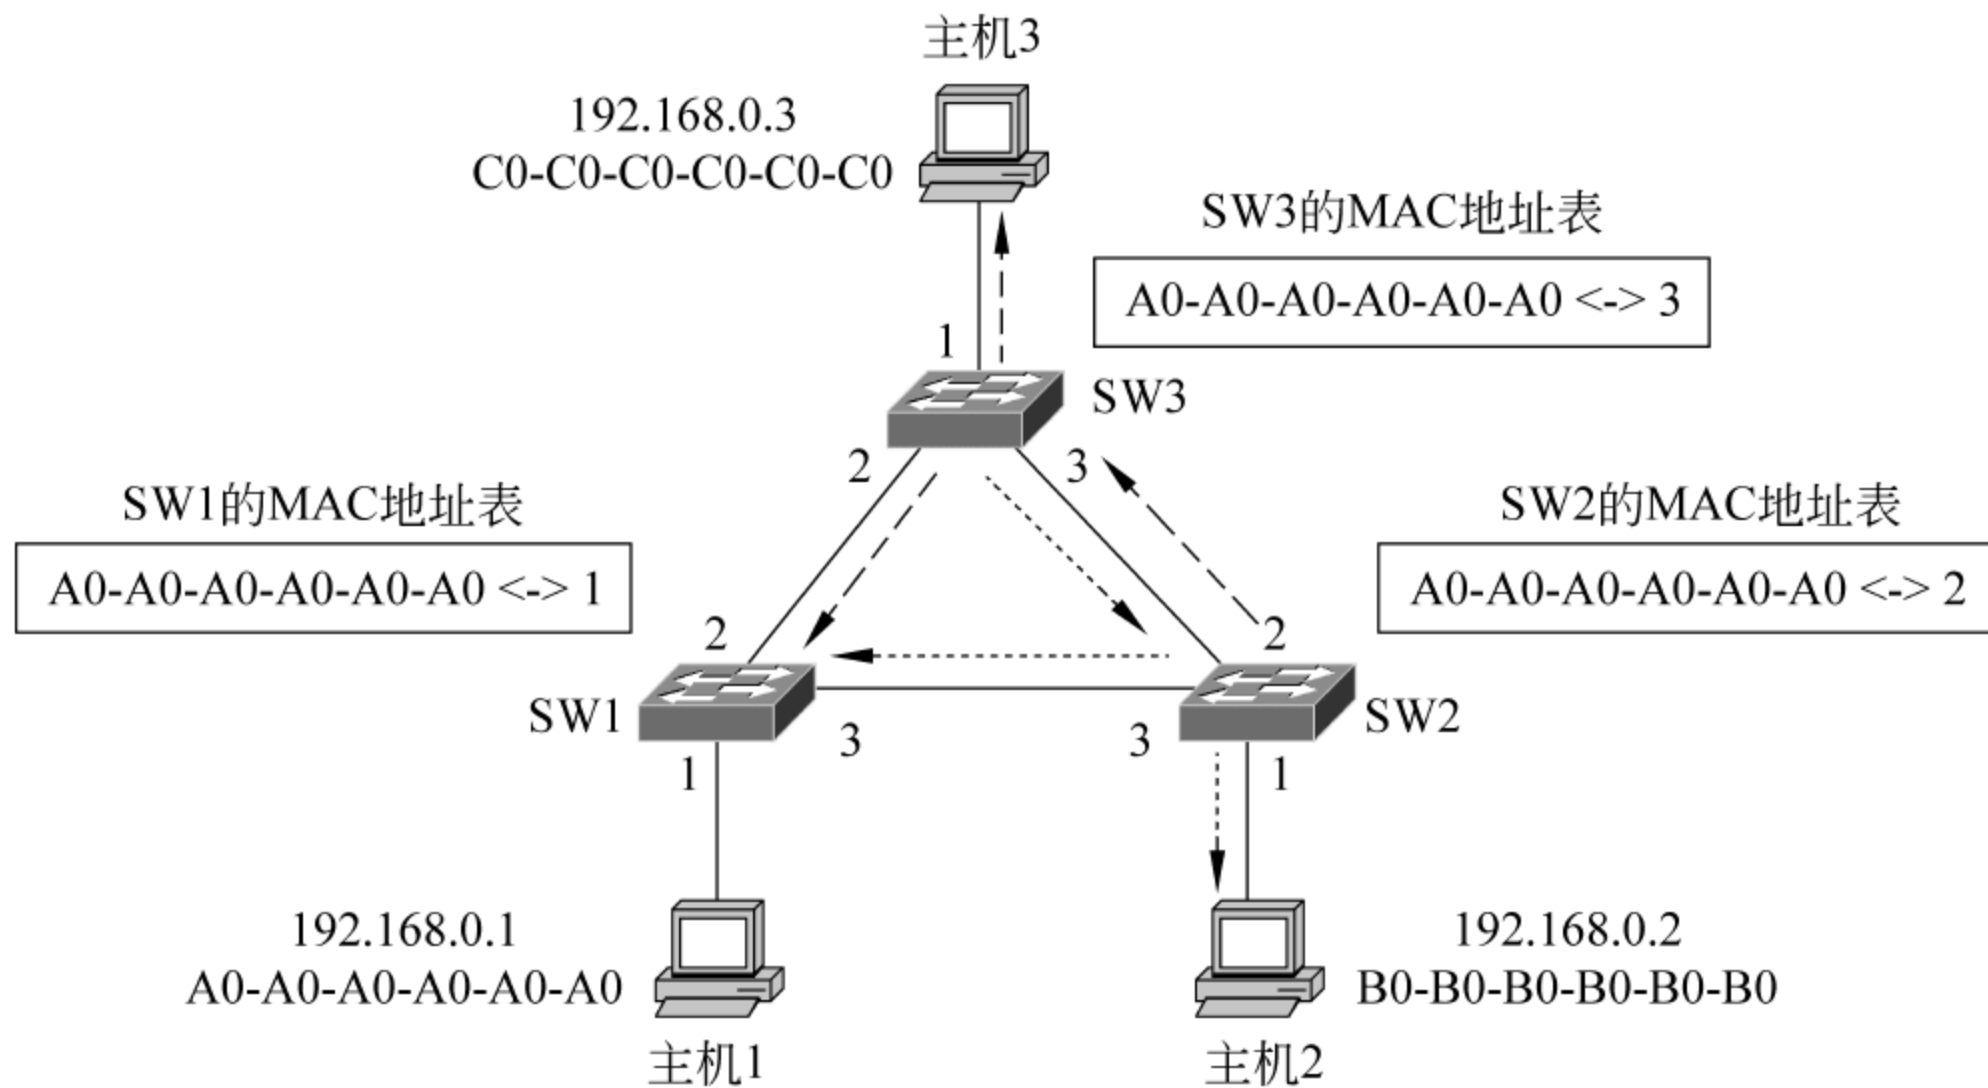 主机3
192.168.0.3
C0-C0-C0-C0-C0-C0
SW3的MAC地址表
A0-A0-A0-A0-A0-A0 <-> 3
1
SW3
2
3
SW1的MAC地址表
A0-A0-A0-A0-A0-A0 <-> 1
SW2的MAC地址表
A0-A0-A0-A0-A0-A0 <-> 2
2
2
SW1
3
3
SW2
1
1
192.168.0.1
A0-A0-A0-A0-A0-A0
主机1
192.168.0.2
B0-B0-B0-B0-B0-B0
主机2